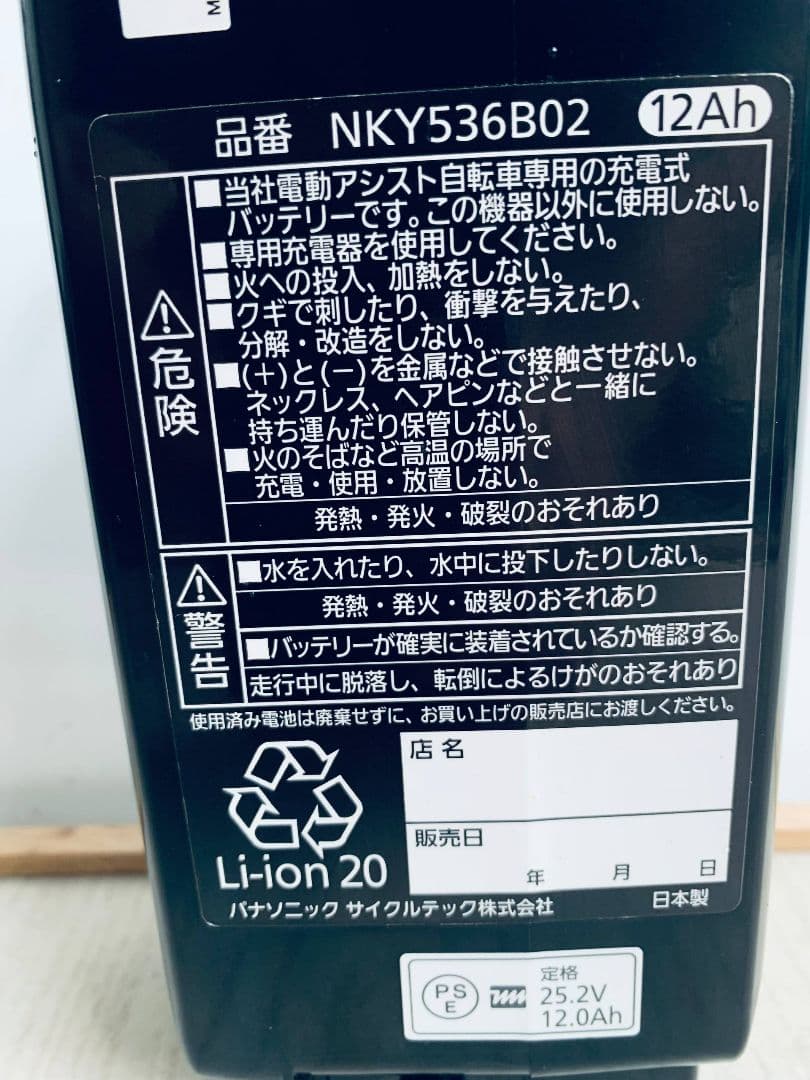 M
品番 NKY536B02 12Ah
危険
■当社電動アシスト自転車専用の充電式
バッテリーです。この機器以外に使用しない。
■専用充電器を使用してください。
■火への投入、加熱をしない。
■クギで刺したり、衝撃を与えたり、
分解・改造をしない。
■(＋)と(−)を金属などで接触させない。
ネックレス、ヘアピンなどと一緒に
持ち運んだり保管しない。
■火のそばなど高温の場所で
充電・使用・放置しない。
発熱・発火・破裂のおそれあり
警告
■水を入れたり、水中に投下したりしない。
発熱・発火・破裂のおそれあり
■バッテリーが確実に装着されているか確認する。
走行中に脱落し、転倒によるけがのおそれあり
使用済み電池は廃棄せずに、お買い上げの販売店にお渡しください。
店名
販売日
年 月 日
Li-ion 20
パナソニック サイクルテック株式会社 日本製
PS
E
定格
25.2V
12.0Ah